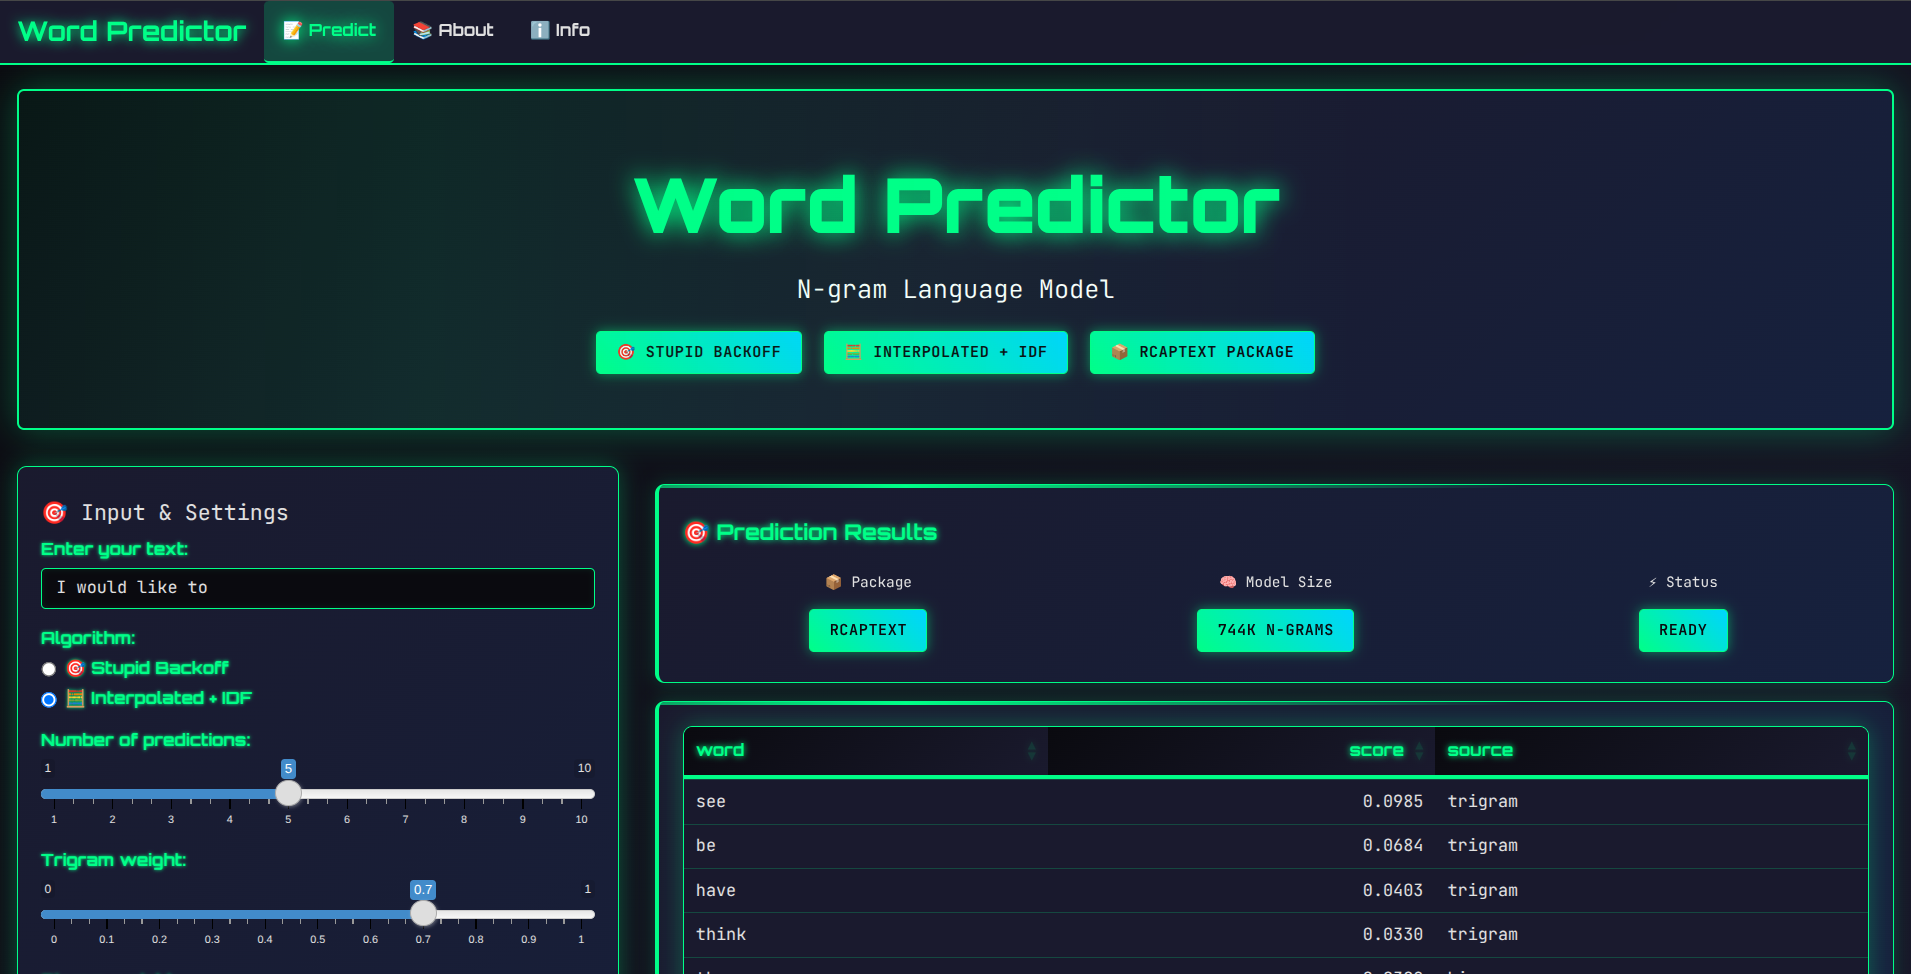 Word Predictor
📝 Predict
📚 About
ℹ️ Info
Word Predictor
N-gram Language Model
🎯 STUPID BACKOFF
🧮 INTERPOLATED + IDF
📦 RCAPTEXT PACKAGE
🎯 Input & Settings
Enter your text:
I would like to
Algorithm:
🎯 Stupid Backoff
🧮 Interpolated + IDF
Number of predictions:
1 5 10
1 2 3 4 5 6 7 8 9 10
Trigram weight:
0 0.7 1
0 0.1 0.2 0.3 0.4 0.5 0.6 0.7 0.8 0.9 1
🎯 Prediction Results
📦 Package
RCAPTEXT
🧠 Model Size
744K N-GRAMS
⚡ Status
READY
word score source
see 0.0985 trigram
be 0.0684 trigram
have 0.0403 trigram
think 0.0330 trigram